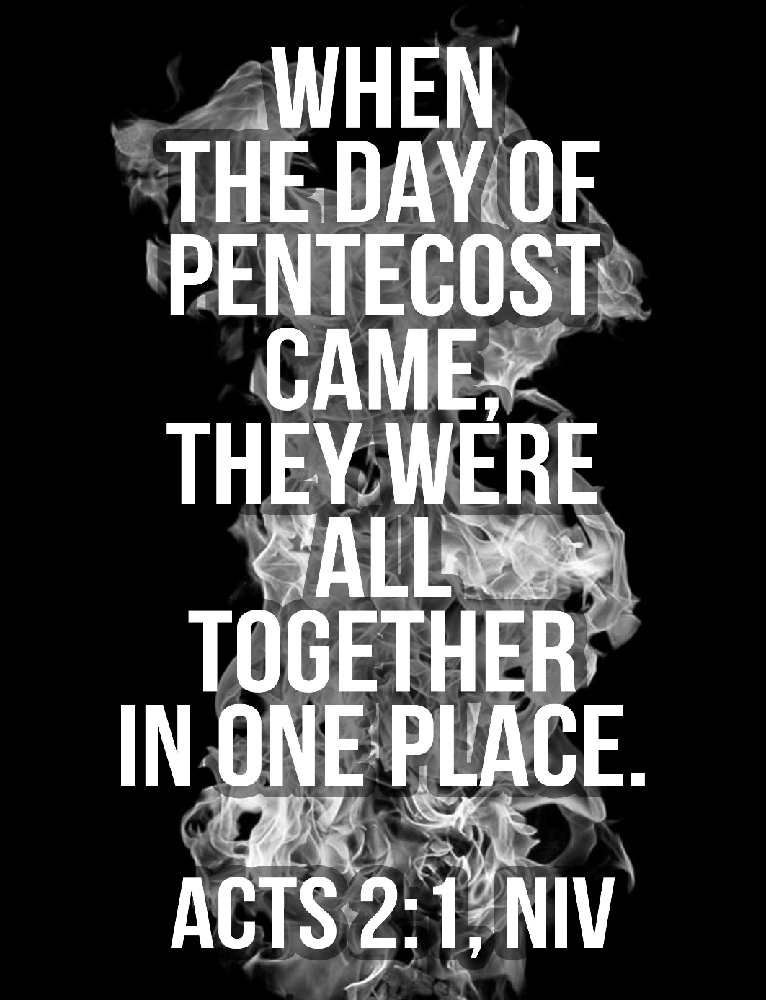 WHEN
THE DAY OF
PENTECOST
CAME,
THEY WERE
ALL
TOGETHER
IN ONE PLACE.
ACTS 2:1, NIV